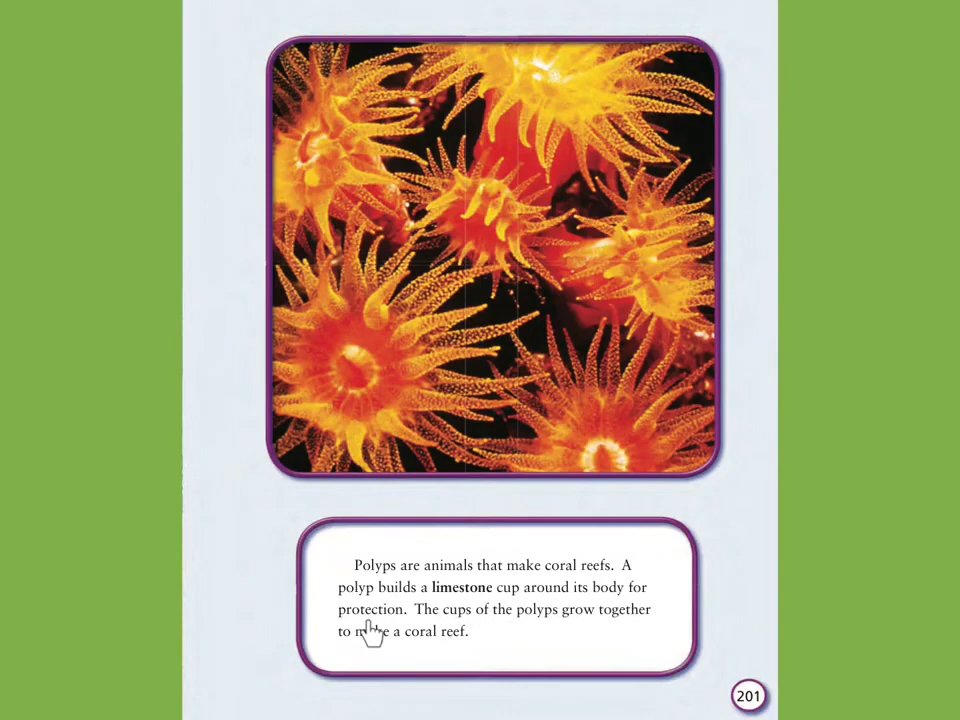 Polyps are animals that make coral reefs. A
polyp builds a limestone cup around its body for
protection. The cups of the polyps grow together
to a coral reef.
201